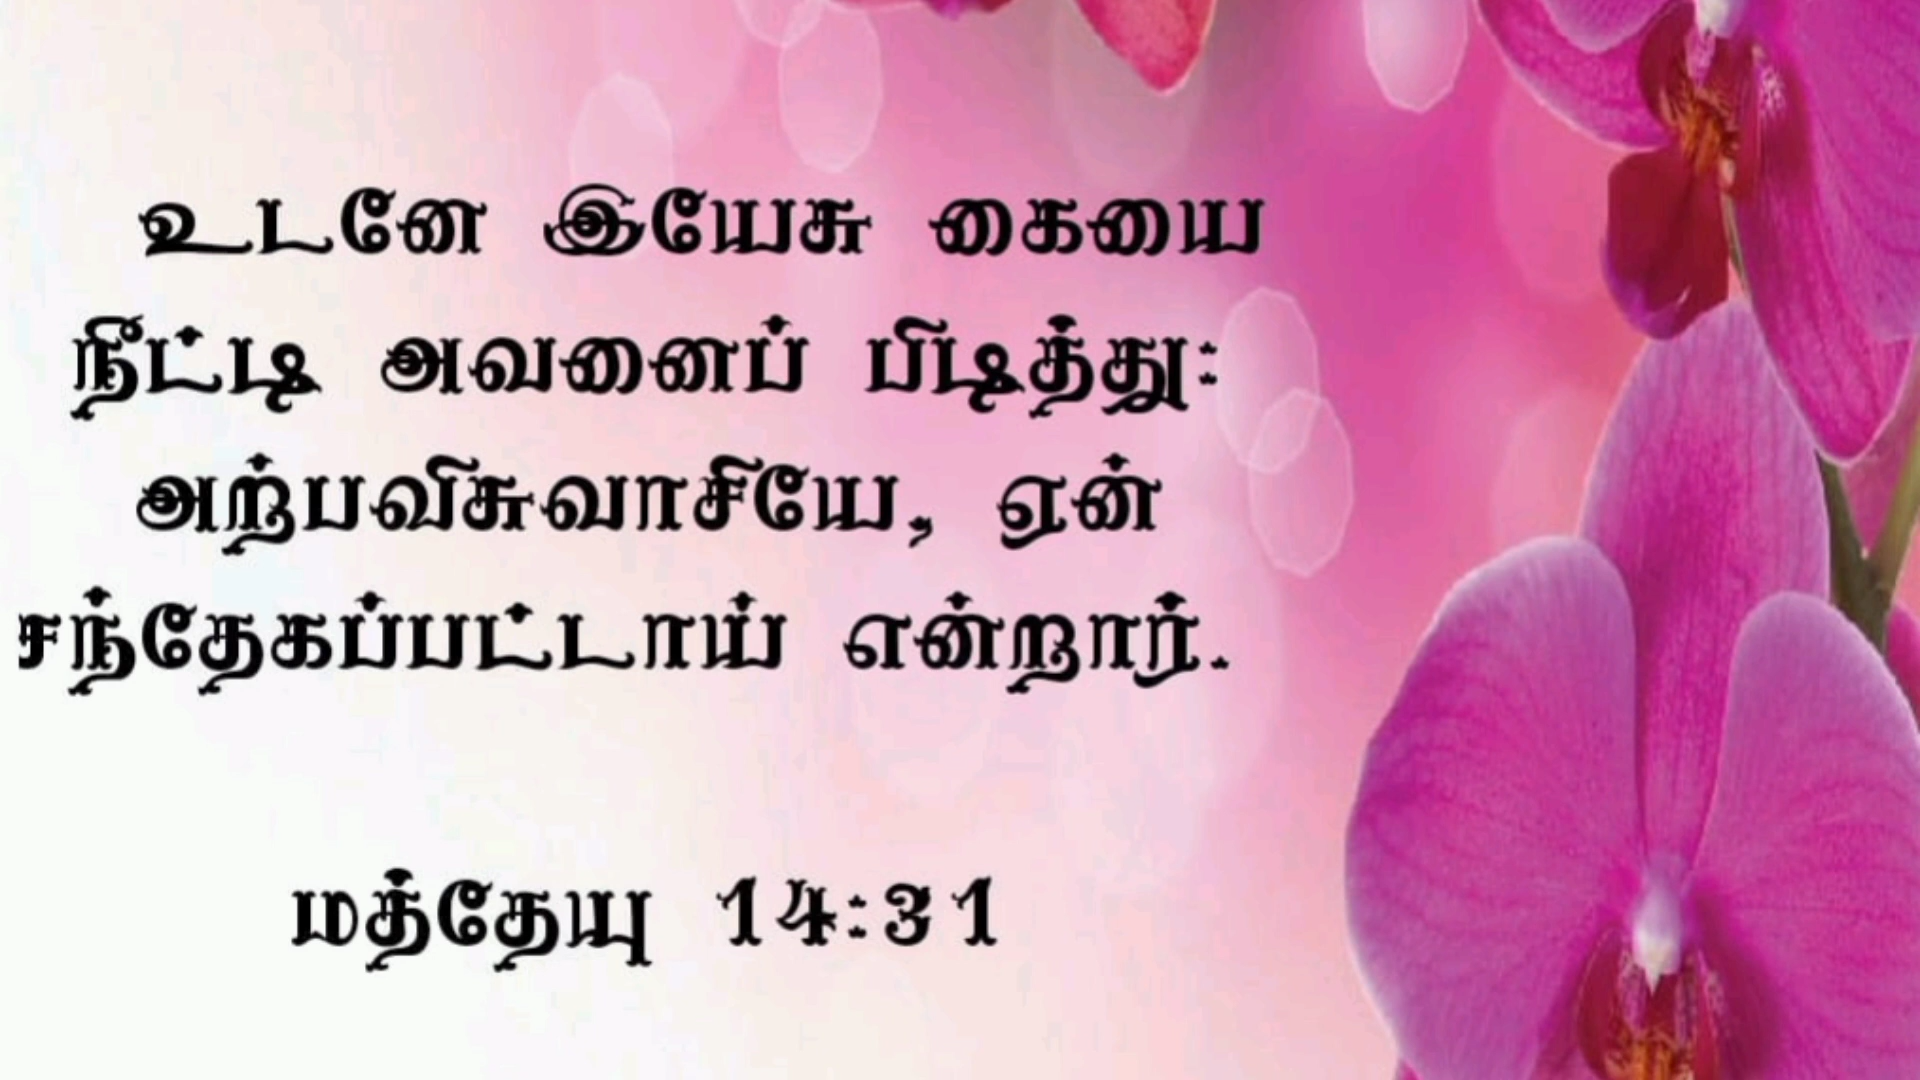 உடனே இயேசு கையை
நீட்டி அவனைப் பிடித்து:
அற்பவிசுவாசியே, ஏன்
சந்தேகப்பட்டாய் என்றார்.
மத்தேயு 14:31